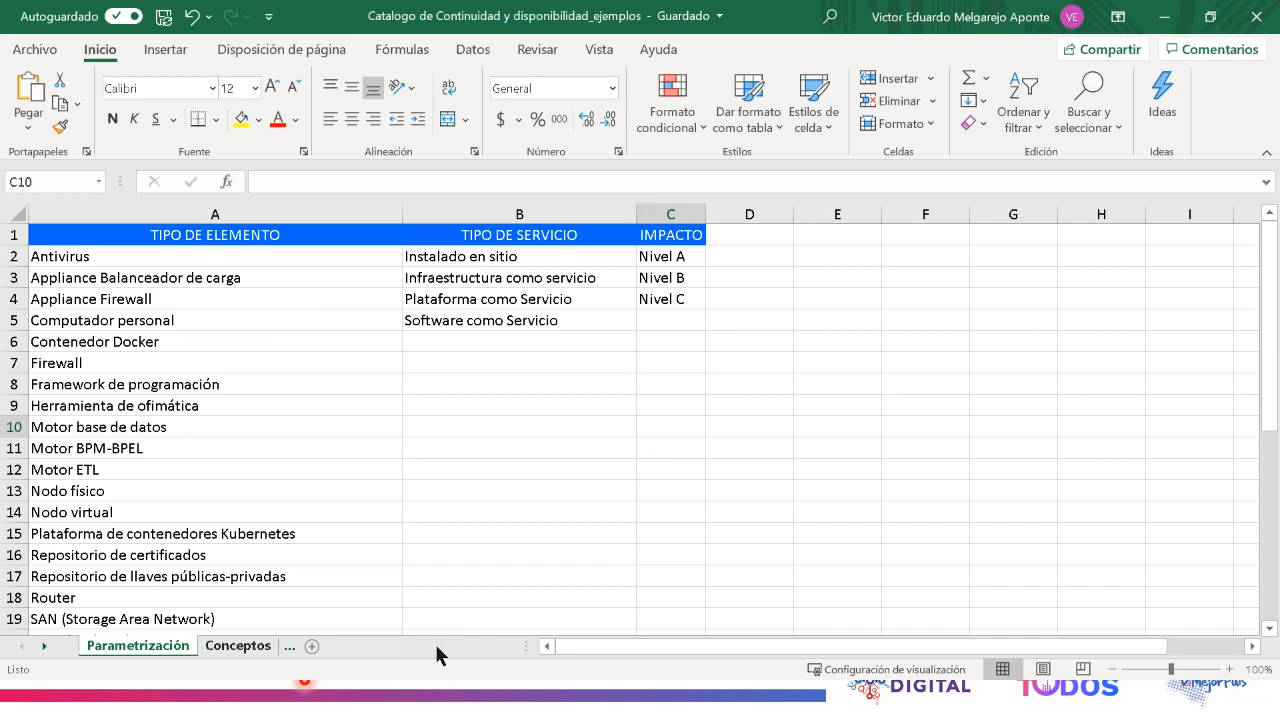 Autoguardado
Catalogo de Continuidad y disponibilidad_ejemplos - Guardado
Victor Eduardo Melgarejo Aponte VE
Archivo Inicio Insertar Disposición de página Fórmulas Datos Revisar Vista Ayuda Compartir Comentarios
Pegar
Portapapeles
Calibri 12
N K S
Fuente
Alineación
General
$ % 000
Número
Formato condicional
Dar formato como tabla
Estilos de celda
Estilos
Insertar
Eliminar
Formato
Celdas
Ordenar y filtrar
Buscar y seleccionar
Edición
Ideas
Ideas
C10 fx
A B C D E F G H I
1 TIPO DE ELEMENTO TIPO DE SERVICIO IMPACTO
2 Antivirus Instalado en sitio Nivel A
3 Appliance Balanceador de carga Infraestructura como servicio Nivel B
4 Appliance Firewall Plataforma como Servicio Nivel C
5 Computador personal Software como Servicio
6 Contenedor Docker
7 Firewall
8 Framework de programación
9 Herramienta de ofimática
10 Motor base de datos
11 Motor BPM-BPEL
12 Motor ETL
13 Nodo físico
14 Nodo virtual
15 Plataforma de contenedores Kubernetes
16 Repositorio de certificados
17 Repositorio de llaves públicas-privadas
18 Router
19 SAN (Storage Area Network)
Parametrización Conceptos ...
Listo Configuración de visualización 100%
DIGITAL TODOS